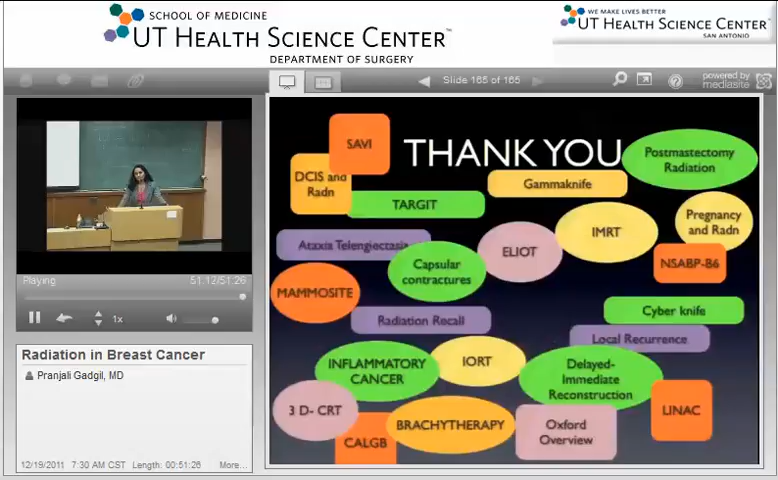 SCHOOL OF MEDICINE
UT HEALTH SCIENCE CENTER™
DEPARTMENT OF SURGERY
WE MAKE LIVES BETTER
UT HEALTH SCIENCE CENTER™
SAN ANTONIO
Slide 165 of 165
powered by
mediasite
THANK YOU
SAVI
Postmastectomy
Radiation
DCIS and
Radn
Gammaknife
TARGIT
Pregnancy
and Radn
IMRT
Ataxia Telengiectasia
ELIOT
Capsular
contractures
NSABP-B6
MAMMOSITE
Cyber knife
Radiation Recall
Local Recurrence
INFLAMMATORY
CANCER
IORT
Delayed-
Immediate
Reconstruction
3 D- CRT
BRACHYTHERAPY
LINAC
CALGB
Oxford
Overview
Playing
51:12/51:26
1x
Radiation in Breast Cancer
Pranjali Gadgil, MD
12/19/2011 7:30 AM CST Length: 00:51:26 More...